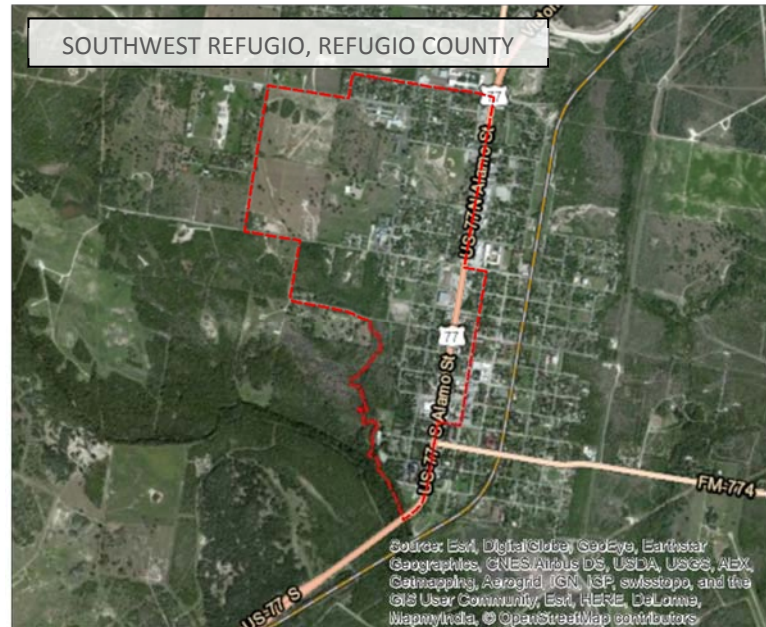 SOUTHWEST REFUGIO, REFUGIO COUNTY
77
US-77 N Alamo St
77
US-77 S Alamo St
FM-774
US-77 S
Source: Esri, DigitalGlobe, GeoEye, Earthstar
Geographics, CNES/Airbus DS, USDA, USGS, AEX,
Getmapping, Aerogrid, IGN, IGP, swisstopo, and the
GIS User Community, Esri, HERE, DeLorme,
MapmyIndia, © OpenStreetMap contributors